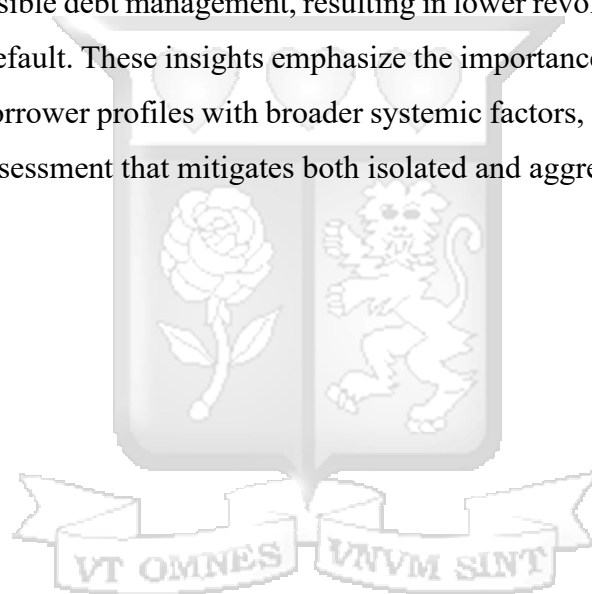 sible debt management, resulting in lower revol
efault. These insights emphasize the importance
orrower profiles with broader systemic factors,
ssessment that mitigates both isolated and aggre
VT OMNES VNVM SINT